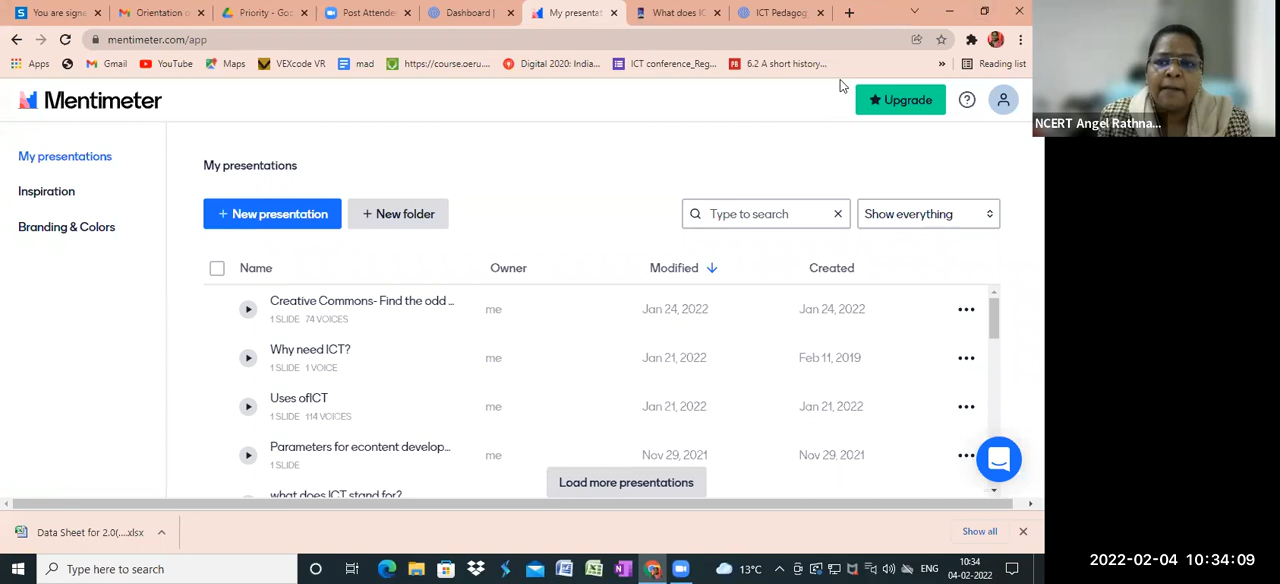 You are signe
Orientation o
Priority - Goo
Post Attende
Dashboard |
My presenta
What does IC
ICT Pedagog
mentimeter.com/app
Apps
Gmail
YouTube
Maps
VEXcode VR
mad
https://course.oeru....
Digital 2020: India...
ICT conference_Reg...
6.2 A short history...
»
Reading list
NCERT Angel Rathna...
Mentimeter
Upgrade
My presentations
Inspiration
Branding & Colors
My presentations
+ New presentation
+ New folder
Type to search
Show everything
Name
Owner
Modified
Created
Creative Commons- Find the odd ...
1 SLIDE 74 VOICES
me
Jan 24, 2022
Jan 24, 2022
Why need ICT?
1 SLIDE 1 VOICE
me
Jan 21, 2022
Feb 11, 2019
Uses ofICT
1 SLIDE 114 VOICES
me
Jan 21, 2022
Jan 21, 2022
Parameters for econtent develop...
1 SLIDE
me
Nov 29, 2021
Nov 29, 2021
what does ICT stand for?
Load more presentations
Data Sheet for 2.0(....xlsx
Show all
Type here to search
13°C
ENG
10:34
04-02-2022
2022-02-04 10:34:09